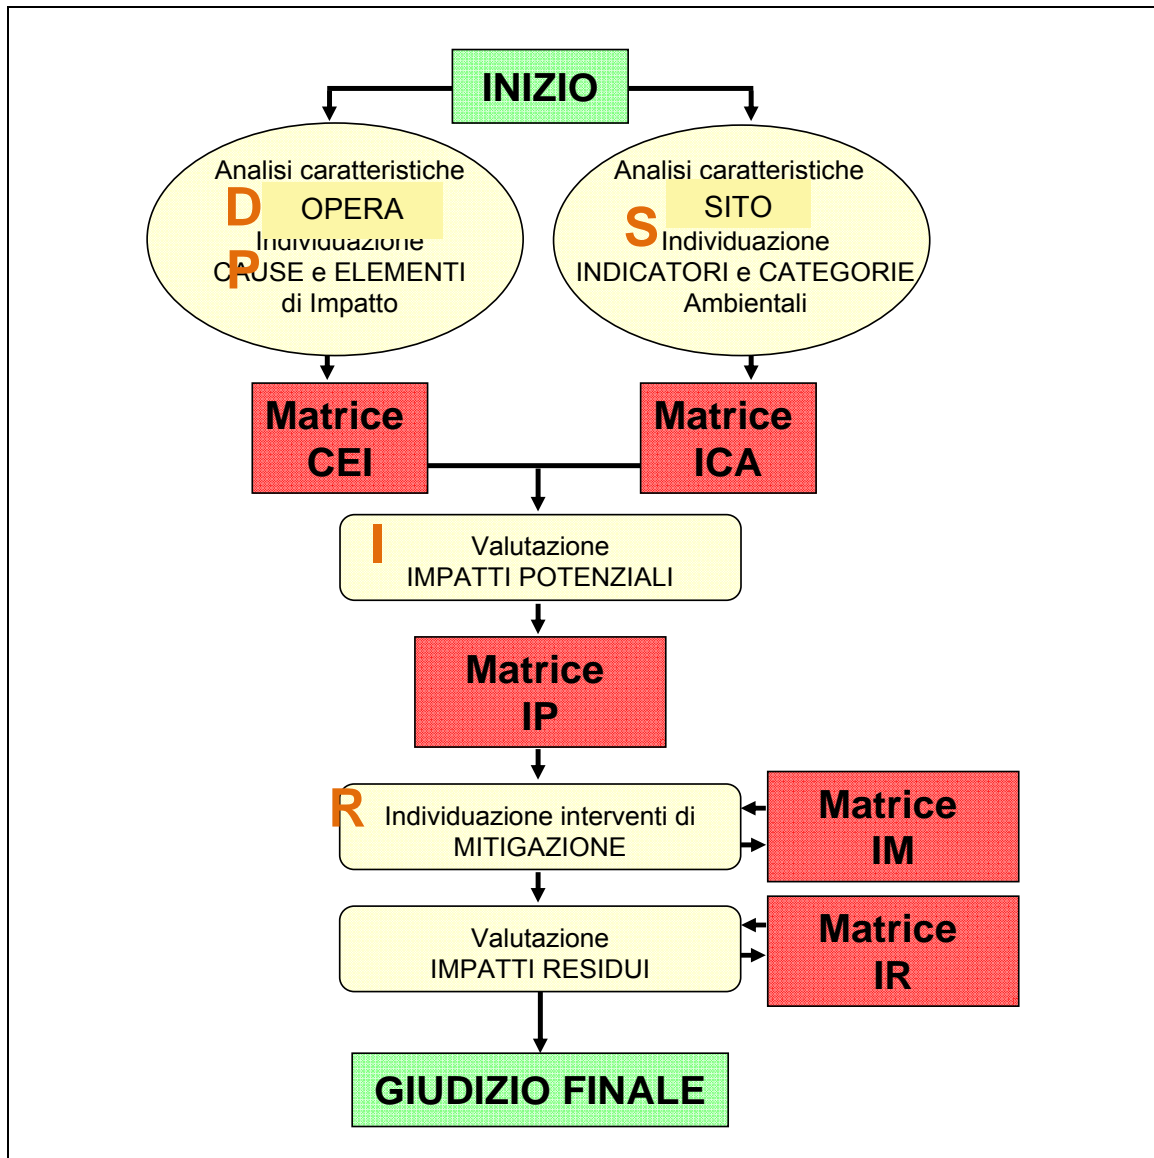 INIZIO
Analisi caratteristiche
D OPERA
Individuazione
P CAUSE e ELEMENTI
di Impatto
Analisi caratteristiche
SITO
S Individuazione
INDICATORI e CATEGORIE
Ambientali
Matrice
CEI
Matrice
ICA
I Valutazione
IMPATTI POTENZIALI
Matrice
IP
R Individuazione interventi di
MITIGAZIONE
Matrice
IM
Valutazione
IMPATTI RESIDUI
Matrice
IR
GIUDIZIO FINALE